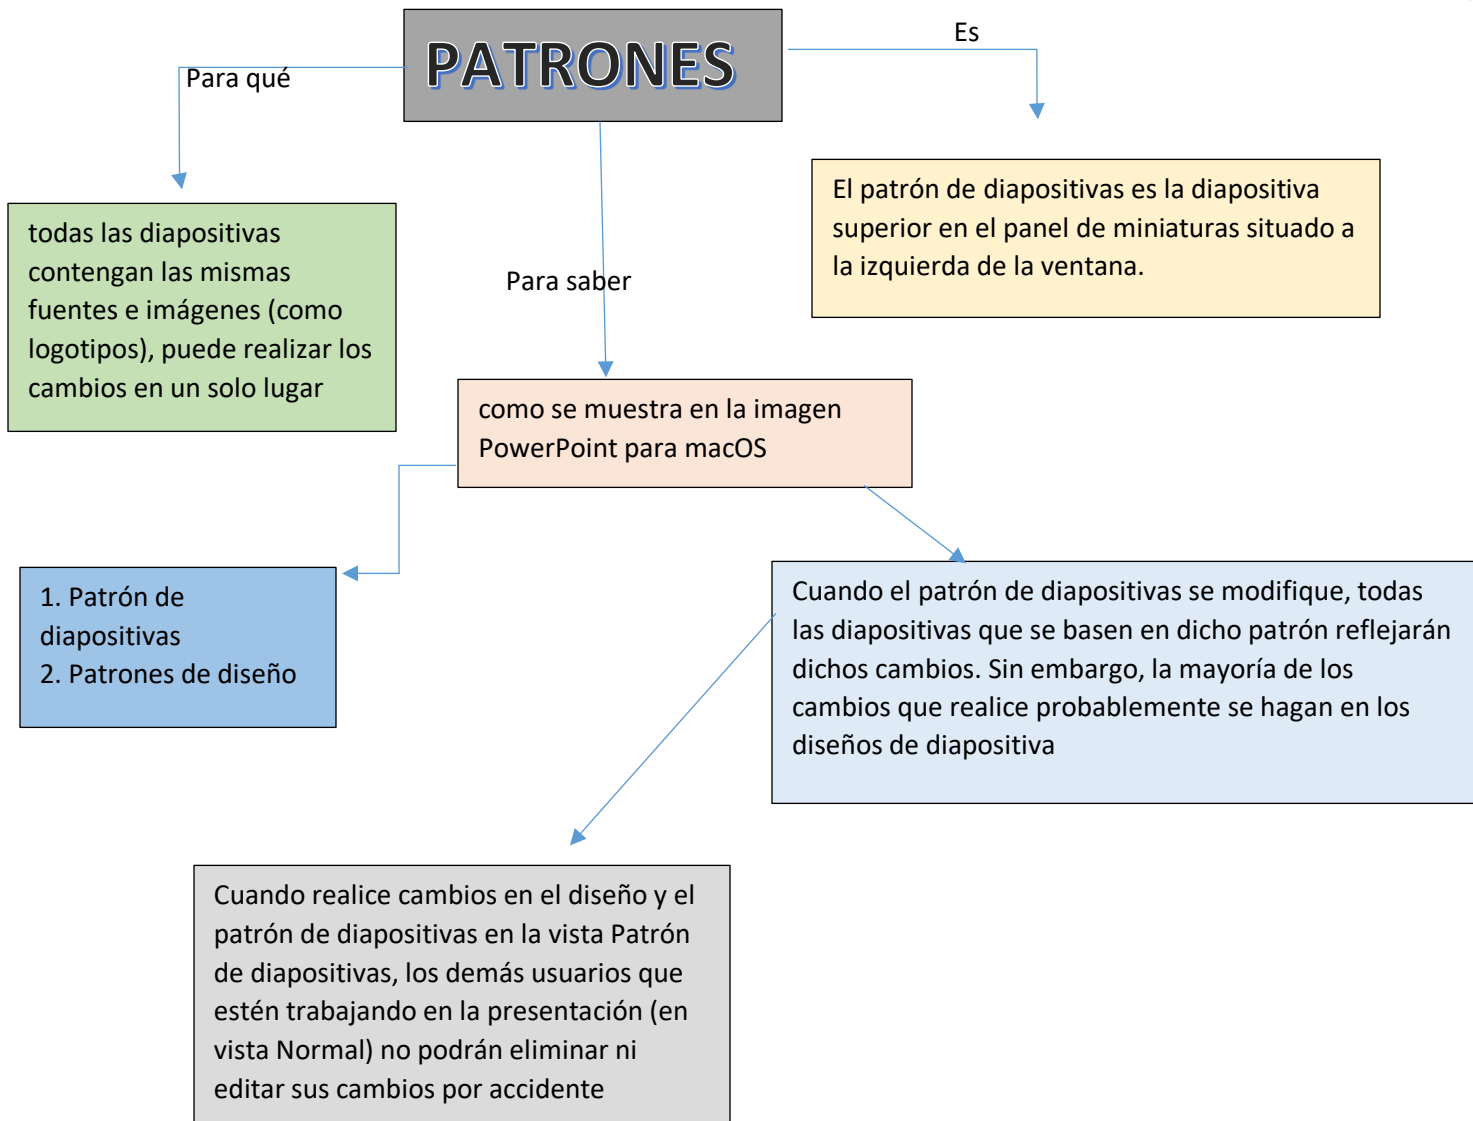 PATRONES
Es
Para qué
El patrón de diapositivas es la diapositiva
superior en el panel de miniaturas situado a
la izquierda de la ventana.
todas las diapositivas
contengan las mismas
fuentes e imágenes (como
logotipos), puede realizar los
cambios en un solo lugar
Para saber
como se muestra en la imagen
PowerPoint para macOS
1. Patrón de
diapositivas
2. Patrones de diseño
Cuando el patrón de diapositivas se modifique, todas
las diapositivas que se basen en dicho patrón reflejarán
dichos cambios. Sin embargo, la mayoría de los
cambios que realice probablemente se hagan en los
diseños de diapositiva
Cuando realice cambios en el diseño y el
patrón de diapositivas en la vista Patrón
de diapositivas, los demás usuarios que
estén trabajando en la presentación (en
vista Normal) no podrán eliminar ni
editar sus cambios por accidente